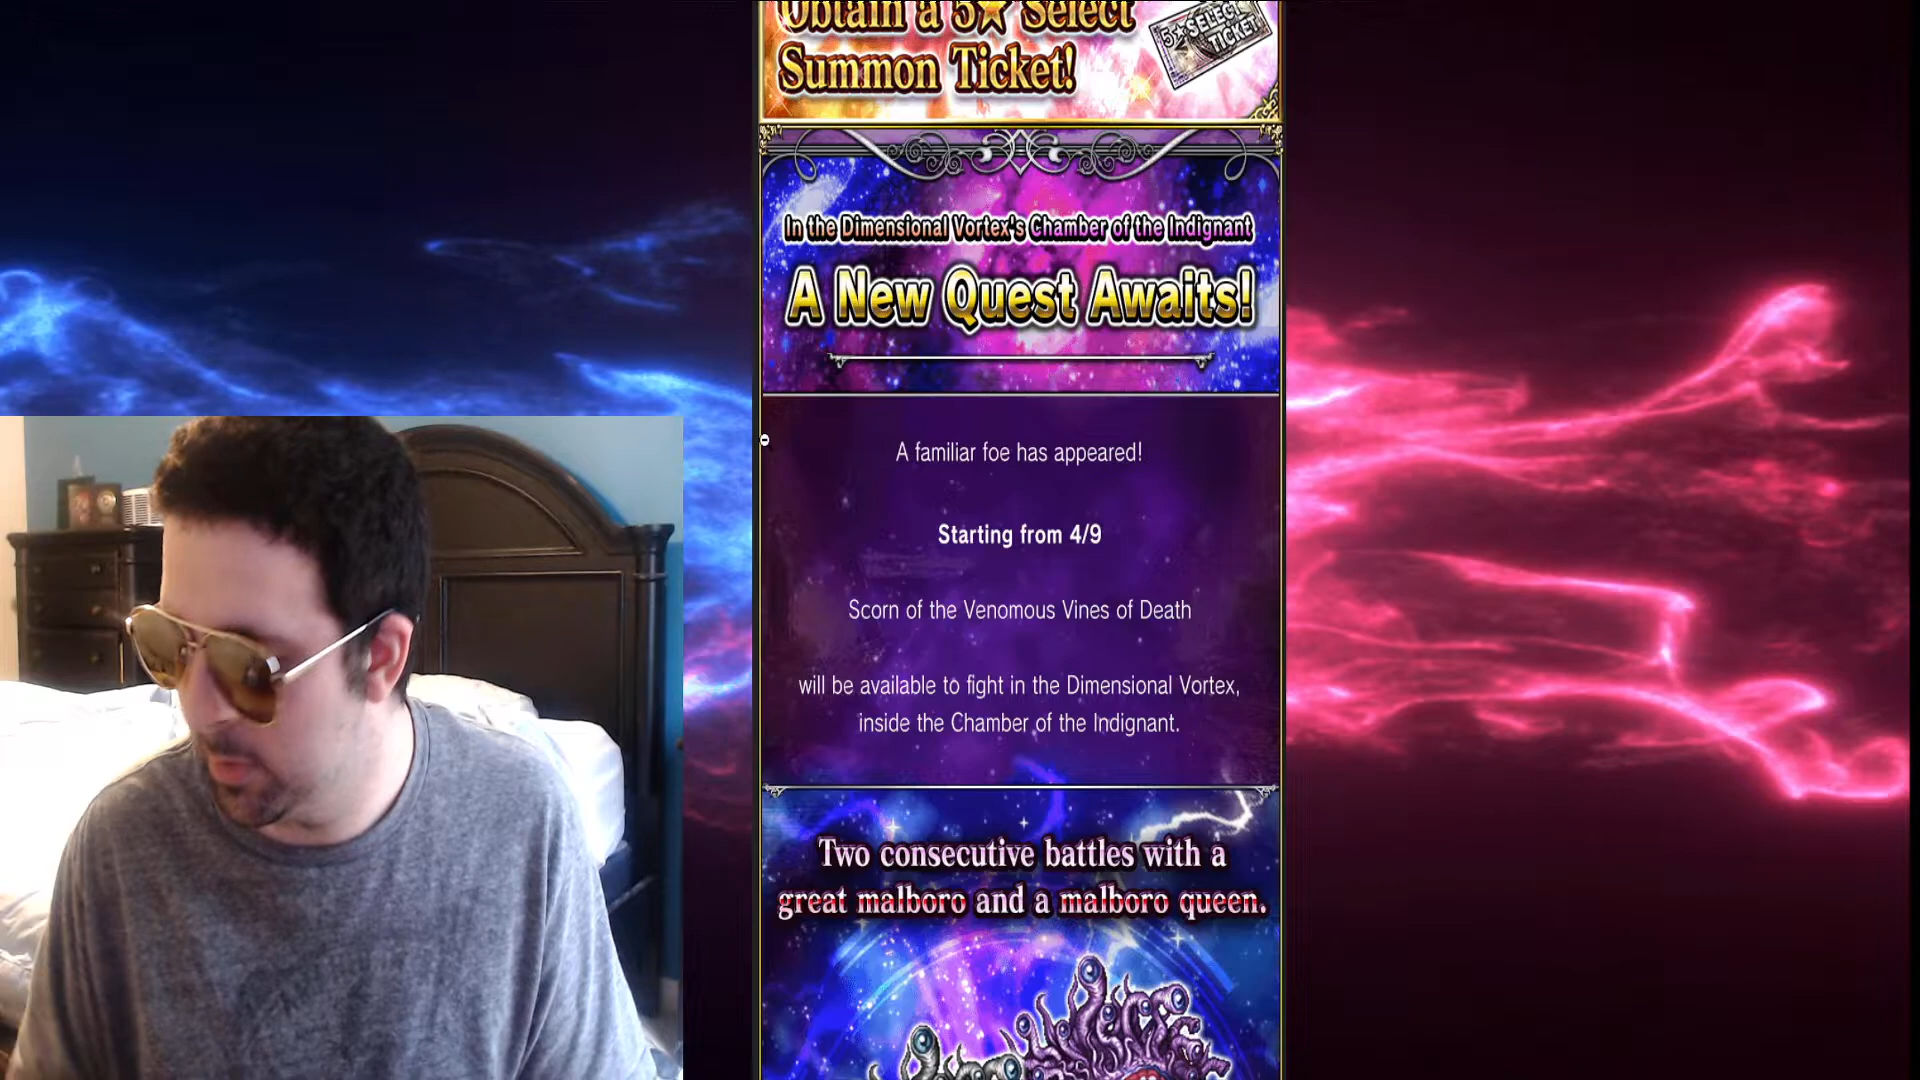 Obtain a 5★ Select
Summon Ticket!
5★ SELECT
TICKET
In the Dimensional Vortex's Chamber of the Indignant
A New Quest Awaits!
A familiar foe has appeared!
Starting from 4/9
Scorn of the Venomous Vines of Death
will be available to fight in the Dimensional Vortex,
inside the Chamber of the Indignant.
Two consecutive battles with a
great malboro and a malboro queen.